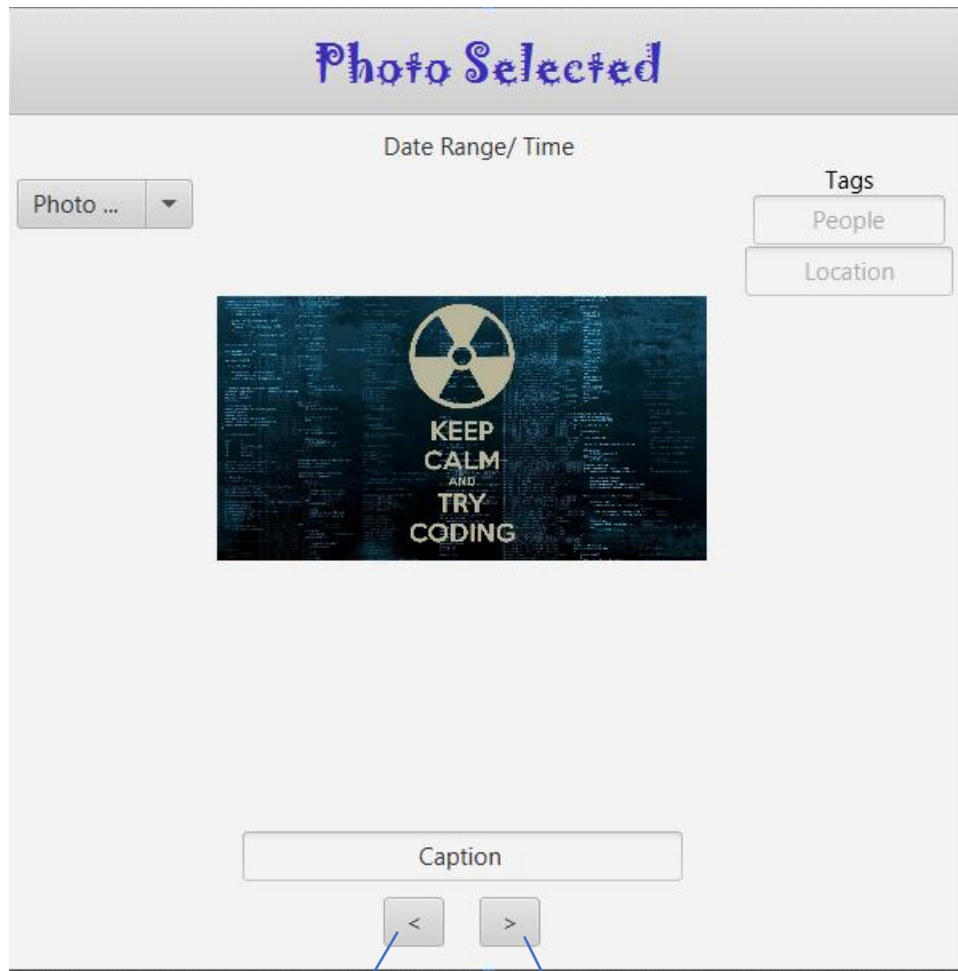 Photo Selected
Date Range/ Time
Tags
Photo ...
People
Location
KEEP
CALM
AND
TRY
CODING
Caption
< >